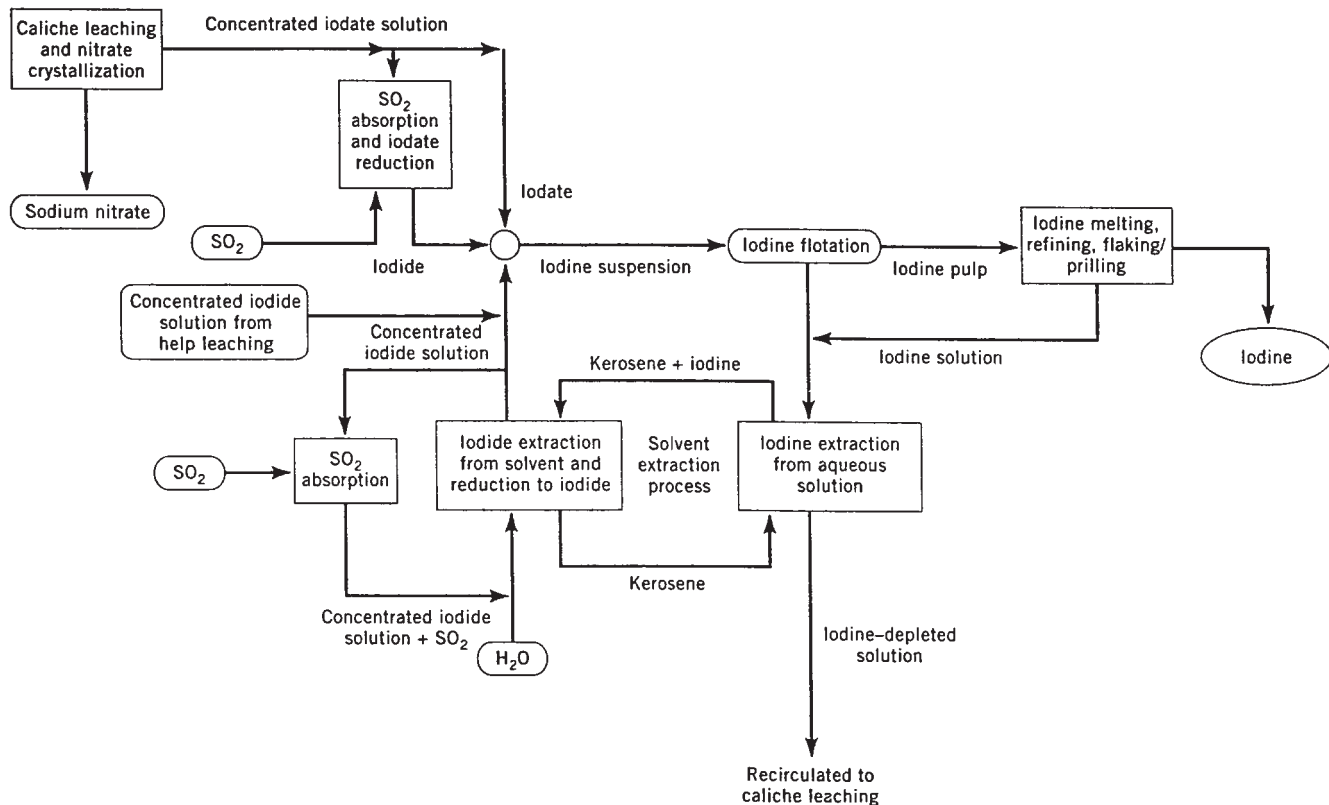 Caliche leaching
and nitrate
crystallization
Concentrated iodate solution
SO₂
absorption
and iodate
reduction
Sodium nitrate
SO₂
Iodide
Iodate
Iodine suspension
Iodine flotation
Iodine pulp
Iodine melting,
refining, flaking/
prilling
Iodine
Concentrated iodide
solution from
help leaching
Concentrated
iodide solution
Iodine solution
Kerosene + iodine
SO₂
SO₂
absorption
Iodide extraction
from solvent and
reduction to iodide
Solvent
extraction
process
Iodine extraction
from aqueous
solution
Kerosene
Concentrated iodide
solution + SO₂
H₂O
Iodine–depleted
solution
Recirculated to
caliche leaching